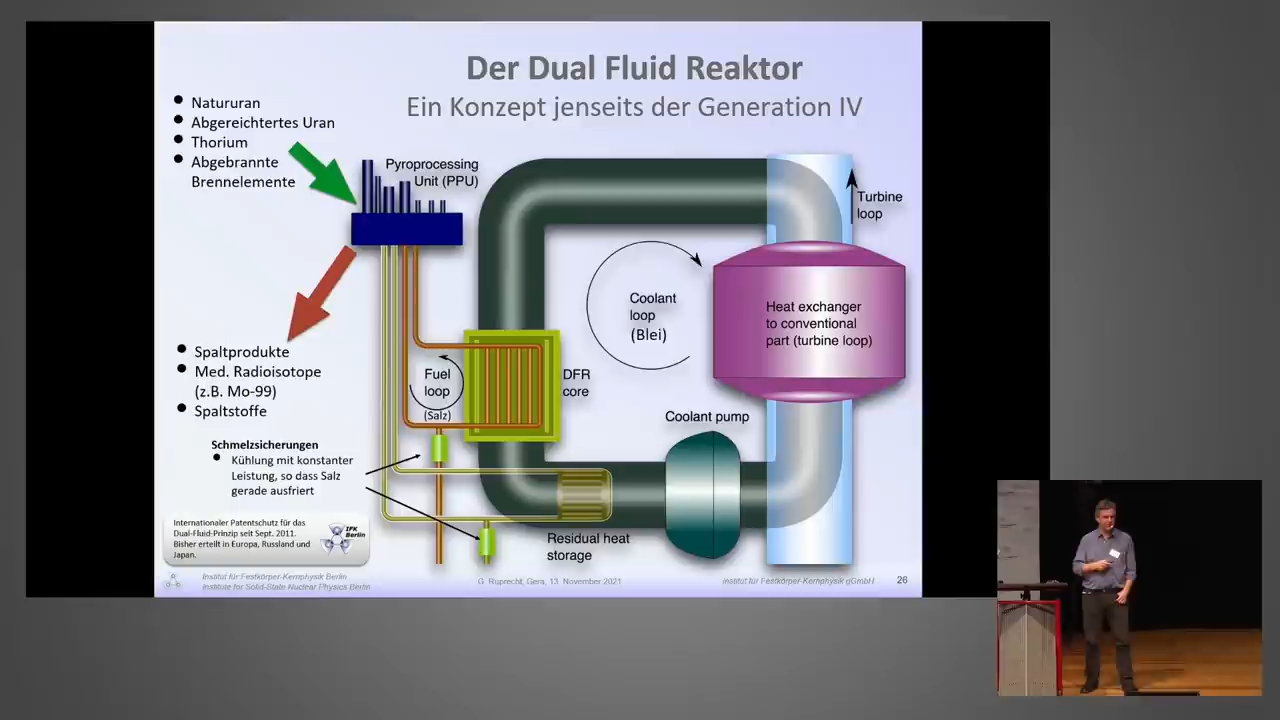 Der Dual Fluid Reaktor
Ein Konzept jenseits der Generation IV
Natururan
Abgereichertes Uran
Thorium
Abgebrannte
Brennelemente
Pyroprocessing
Unit (PPU)
Turbine
loop
Coolant
loop
(Blei)
Heat exchanger
to conventional
part (turbine loop)
Spaltprodukte
Med. Radioisotope
(z.B. Mo-99)
Spaltstoffe
Fuel
loop
(Salz)
DFR
core
Coolant pump
Schmelzsicherungen
Kühlung mit konstanter
Leistung, so dass Salz
gerade ausfriert
Residual heat
storage
Internationaler Patentschutz für das
Dual-Fluid-Prinzip seit Sept. 2011.
Bisher erteilt in Europa, Russland und
Japan.
IFK
Berlin
Institut für Festkörper-Kernphysik Berlin
Institute for Solid-State Nuclear Physics Berlin
G. Ruprecht, Gera, 13. November 2021
Institut für Festkörper-Kernphysik gGmbH
26